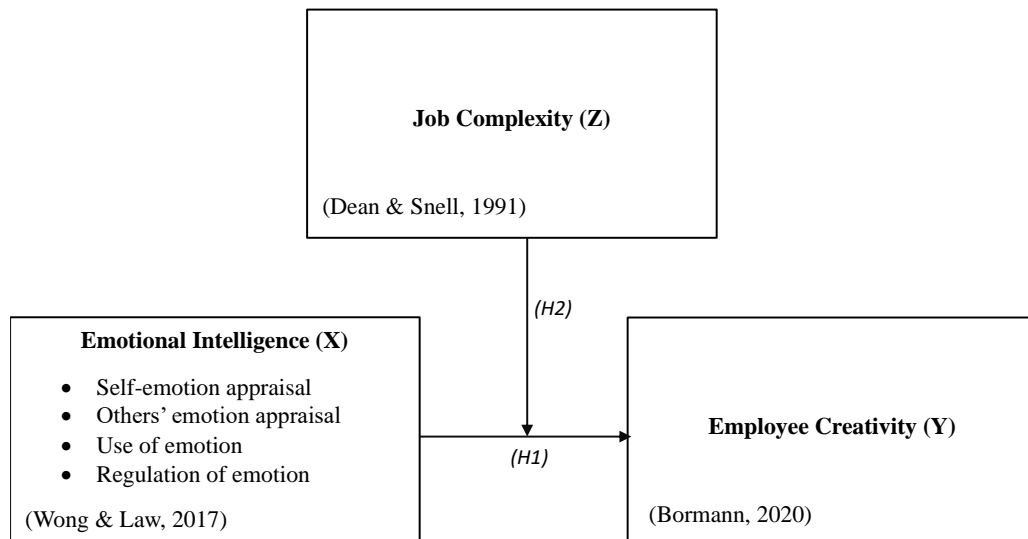 Job Complexity (Z)
(Dean & Snell, 1991)
(H2)
Emotional Intelligence (X)
• Self-emotion appraisal
• Others’ emotion appraisal
• Use of emotion
• Regulation of emotion
(Wong & Law, 2017)
(H1)
Employee Creativity (Y)
(Bormann, 2020)